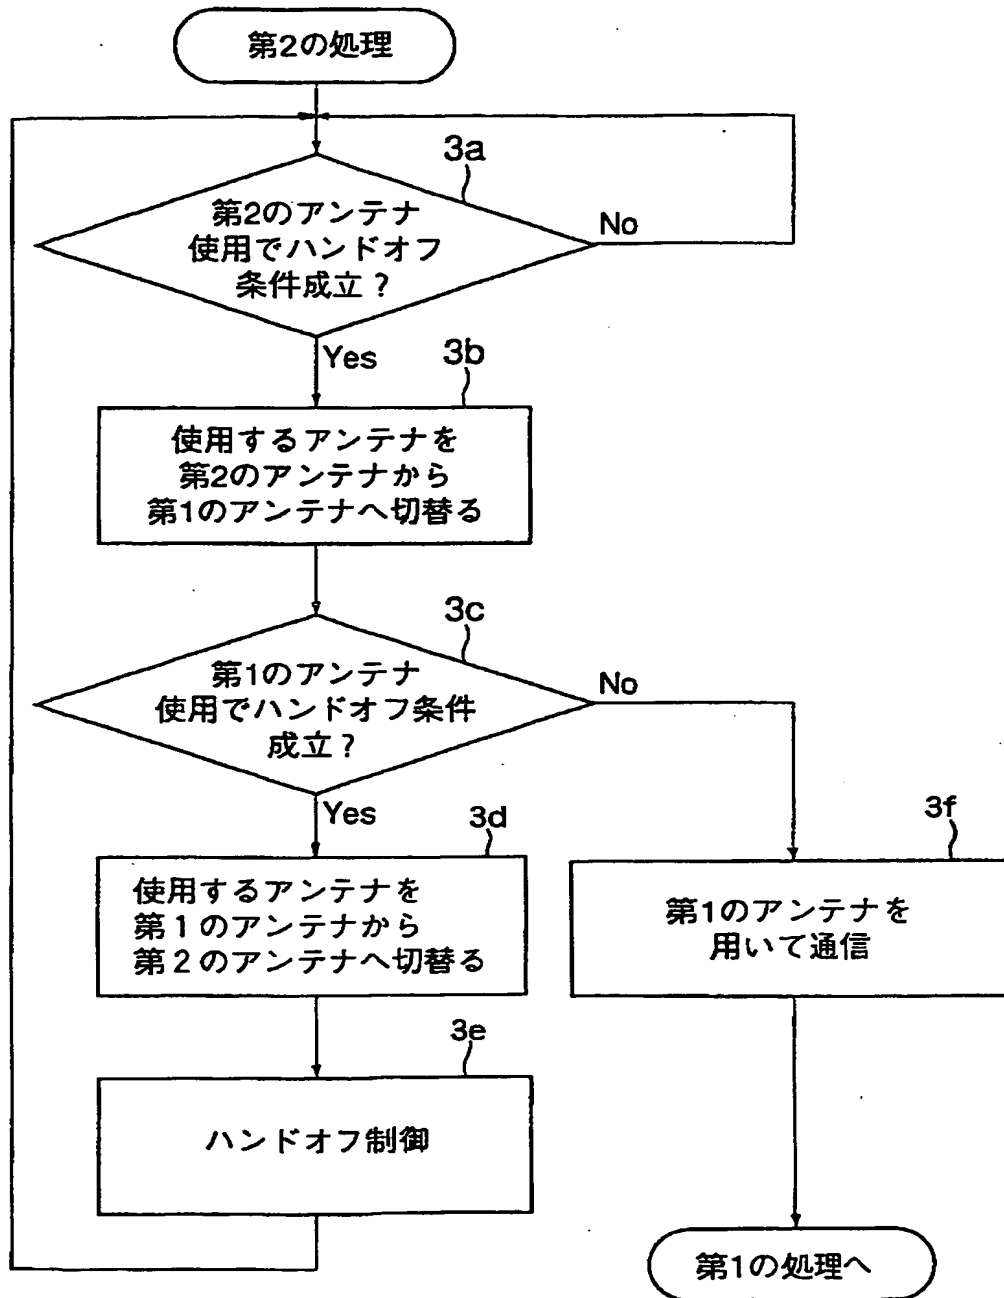 第2の処理
3a
第2のアンテナ
使用でハンドオフ
条件成立？
No
Yes
3b
使用するアンテナを
第2のアンテナから
第1のアンテナへ切替る
3c
第1のアンテナ
使用でハンドオフ条件
成立？
No
Yes
3d
使用するアンテナを
第１のアンテナから
第２のアンテナへ切替る
3f
第1のアンテナを
用いて通信
3e
ハンドオフ制御
第1の処理へ